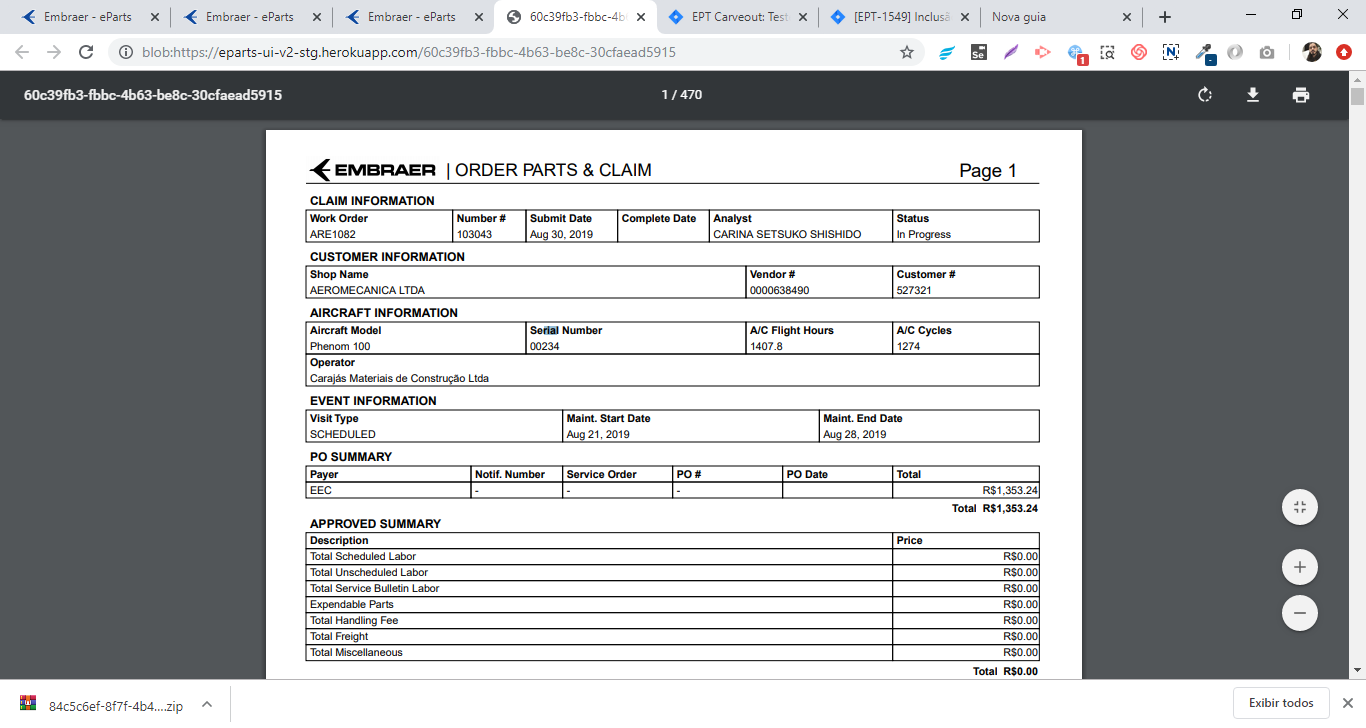 Embraer - eParts
Embraer - eParts
Embraer - eParts
60c39fb3-fbbc-4b
EPT Carveout: Test
[EPT-1549] Inclusã
Nova guia
blob:https://eparts-ui-v2-stg.herokuapp.com/60c39fb3-fbbc-4b63-be8c-30cfaead5915
Se
1
N
60c39fb3-fbbc-4b63-be8c-30cfaead5915
1 / 470
EMBRAER | ORDER PARTS & CLAIM
Page 1
CLAIM INFORMATION
Work Order Number # Submit Date Complete Date Analyst Status
ARE1082 103043 Aug 30, 2019 CARINA SETSUKO SHISHIDO In Progress
CUSTOMER INFORMATION
Shop Name Vendor # Customer #
AEROMECANICA LTDA 0000638490 527321
AIRCRAFT INFORMATION
Aircraft Model Serial Number A/C Flight Hours A/C Cycles
Phenom 100 00234 1407.8 1274
Operator
Carajás Materiais de Construção Ltda
EVENT INFORMATION
Visit Type Maint. Start Date Maint. End Date
SCHEDULED Aug 21, 2019 Aug 28, 2019
PO SUMMARY
Payer Notif. Number Service Order PO # PO Date Total
EEC - - - R$1,353.24
Total R$1,353.24
APPROVED SUMMARY
Description Price
Total Scheduled Labor R$0.00
Total Unscheduled Labor R$0.00
Total Service Bulletin Labor R$0.00
Expendable Parts R$0.00
Total Handling Fee R$0.00
Total Freight R$0.00
Total Miscellaneous R$0.00
Total R$0.00
84c5c6ef-8f7f-4b4....zip
Exibir todos